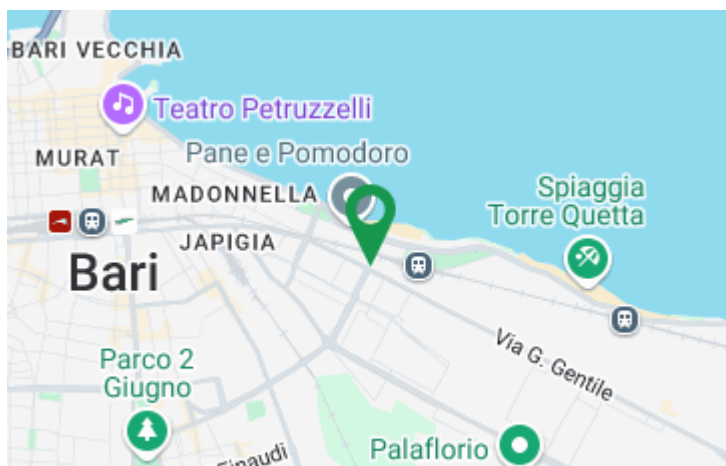 BARI VECCHIA
Teatro Petruzzelli
MURAT
Pane e Pomodoro
MADONNELLA
Spiaggia
Torre Quetta
JAPIGIA
Bari
Via G. Gentile
Parco 2
Giugno
Einaudi
Palaflorio